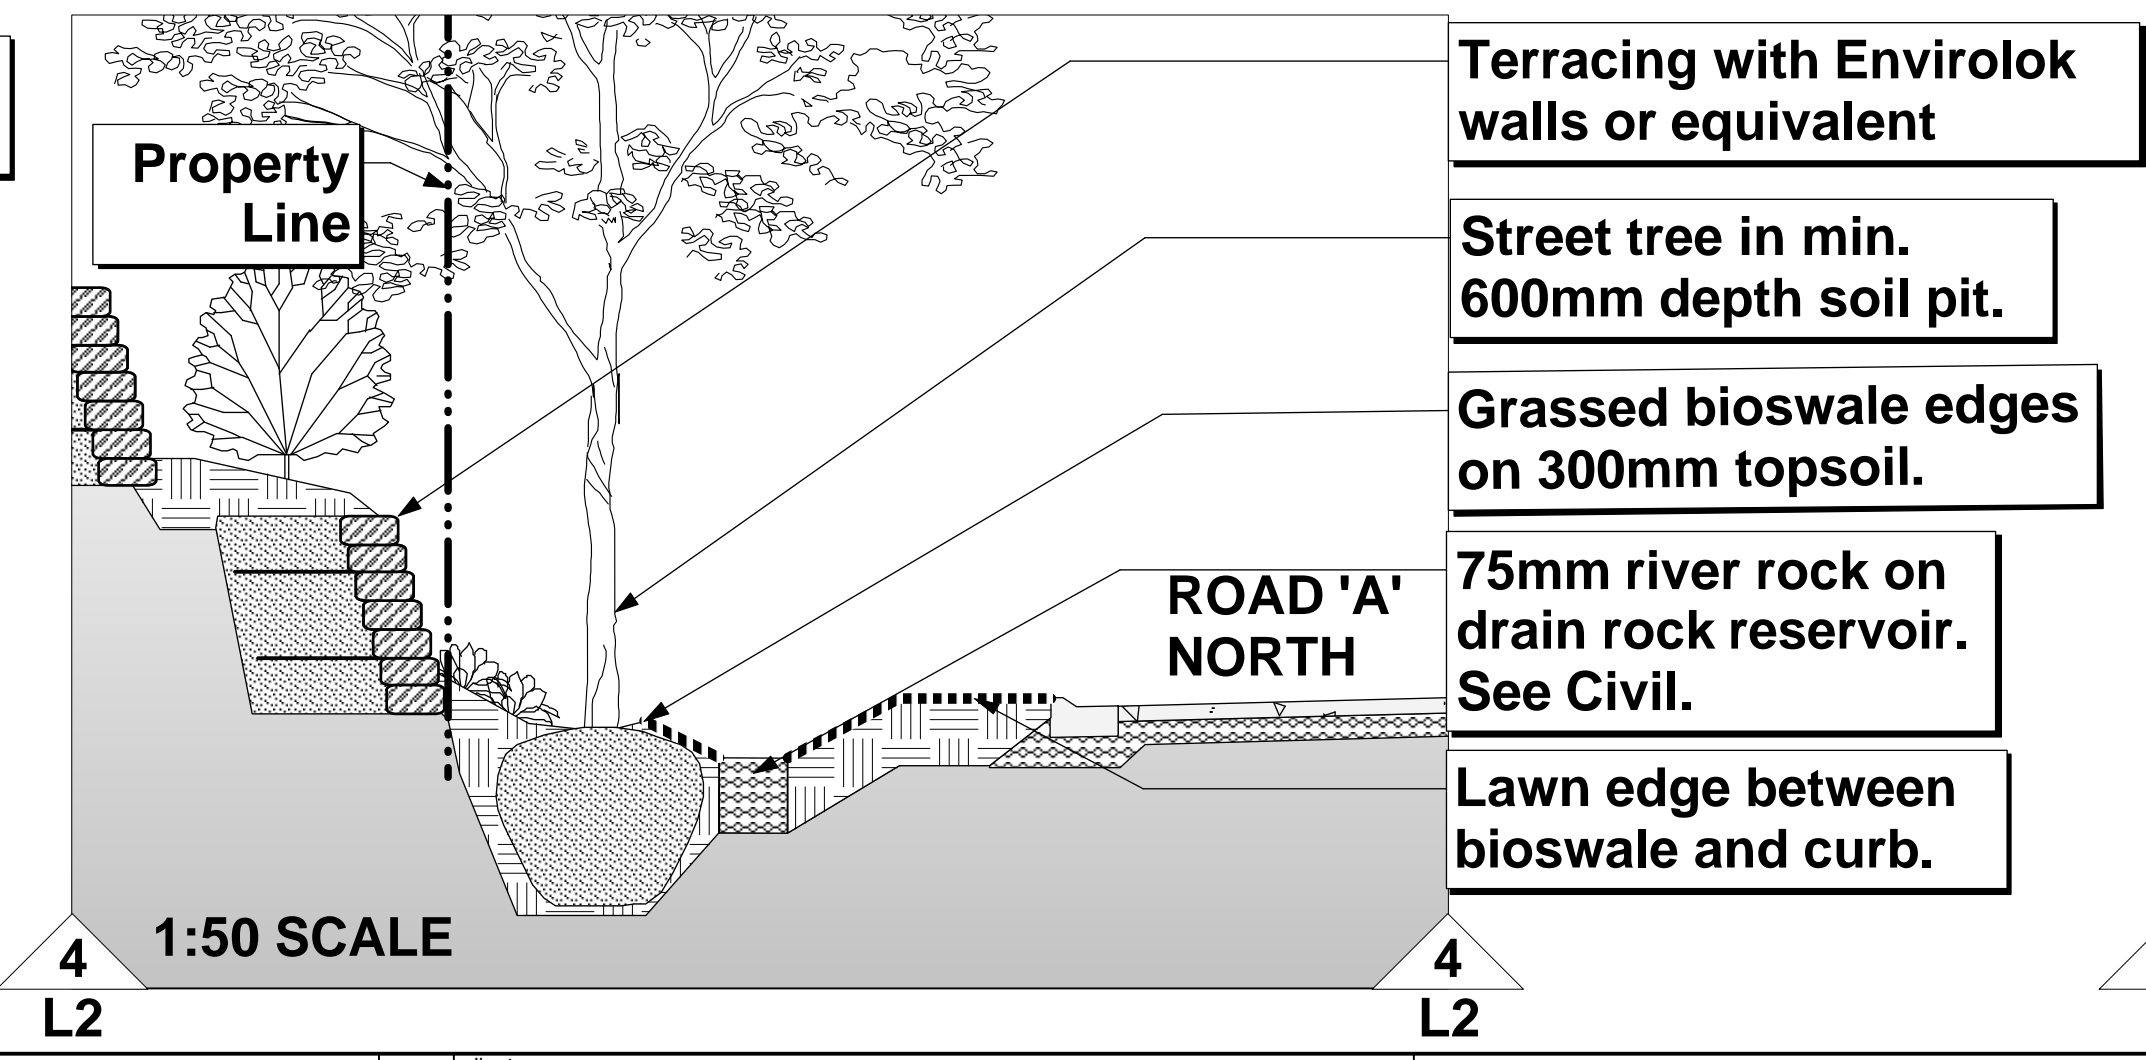 Property
Line
Terracing with Envirolok
walls or equivalent
Street tree in min.
600mm depth soil pit.
Grassed bioswale edges
on 300mm topsoil.
75mm river rock on
drain rock reservoir.
See Civil.
Lawn edge between
bioswale and curb.
ROAD 'A'
NORTH
1:50 SCALE
4
L2
4
L2